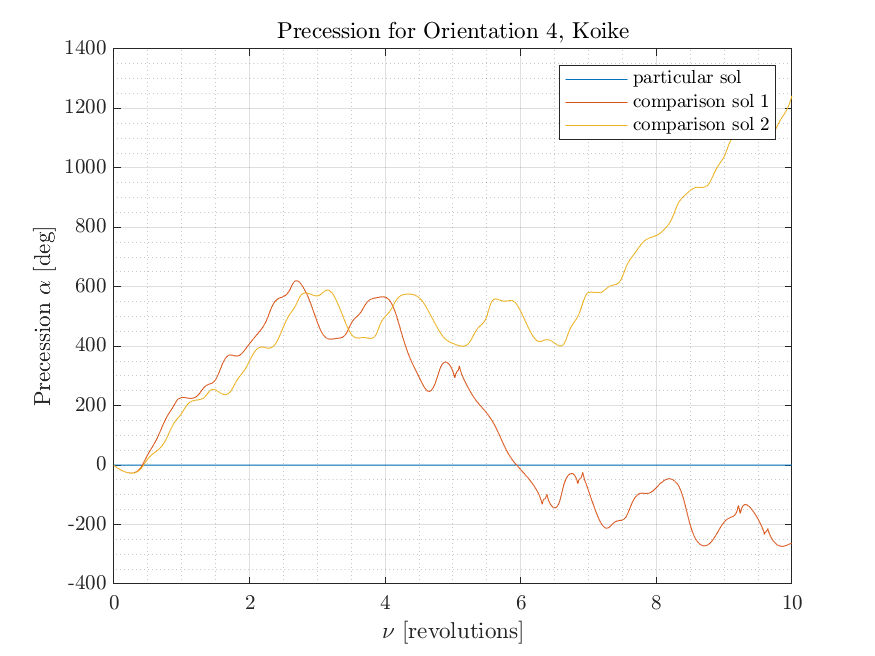 Precession for Orientation 4, Koike
1400
1200
1000
800
600
400
200
0
-200
-400
Precession α [deg]
particular sol
comparison sol 1
comparison sol 2
0 2 4 6 8 10
ν [revolutions]